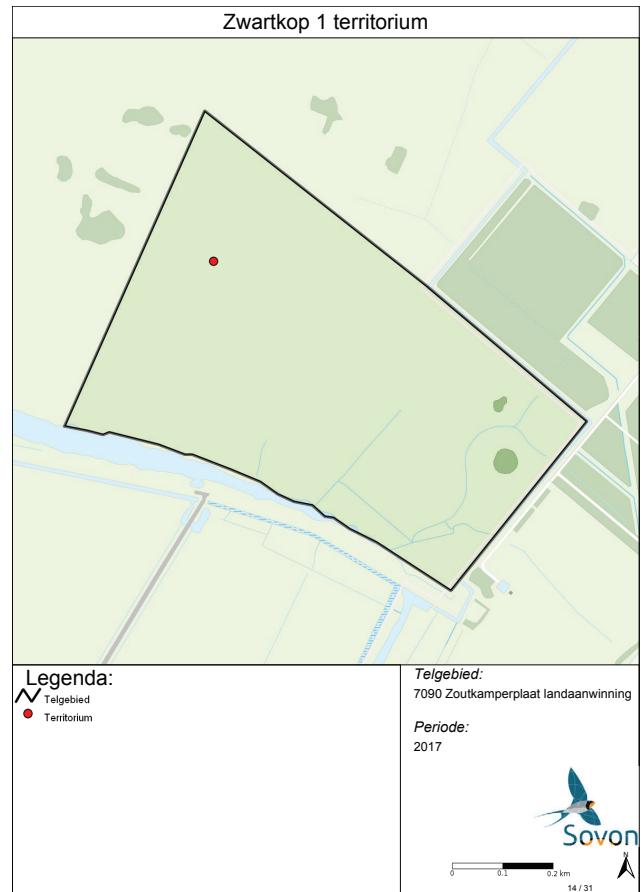 Zwartkop 1 territorium
Legenda:
Telgebied
Territorium
Telgebied:
7090 Zoutkamperplaat landaanwinning
Periode:
2017
Sovon
N
0 0.1 0.2 km
14 / 31